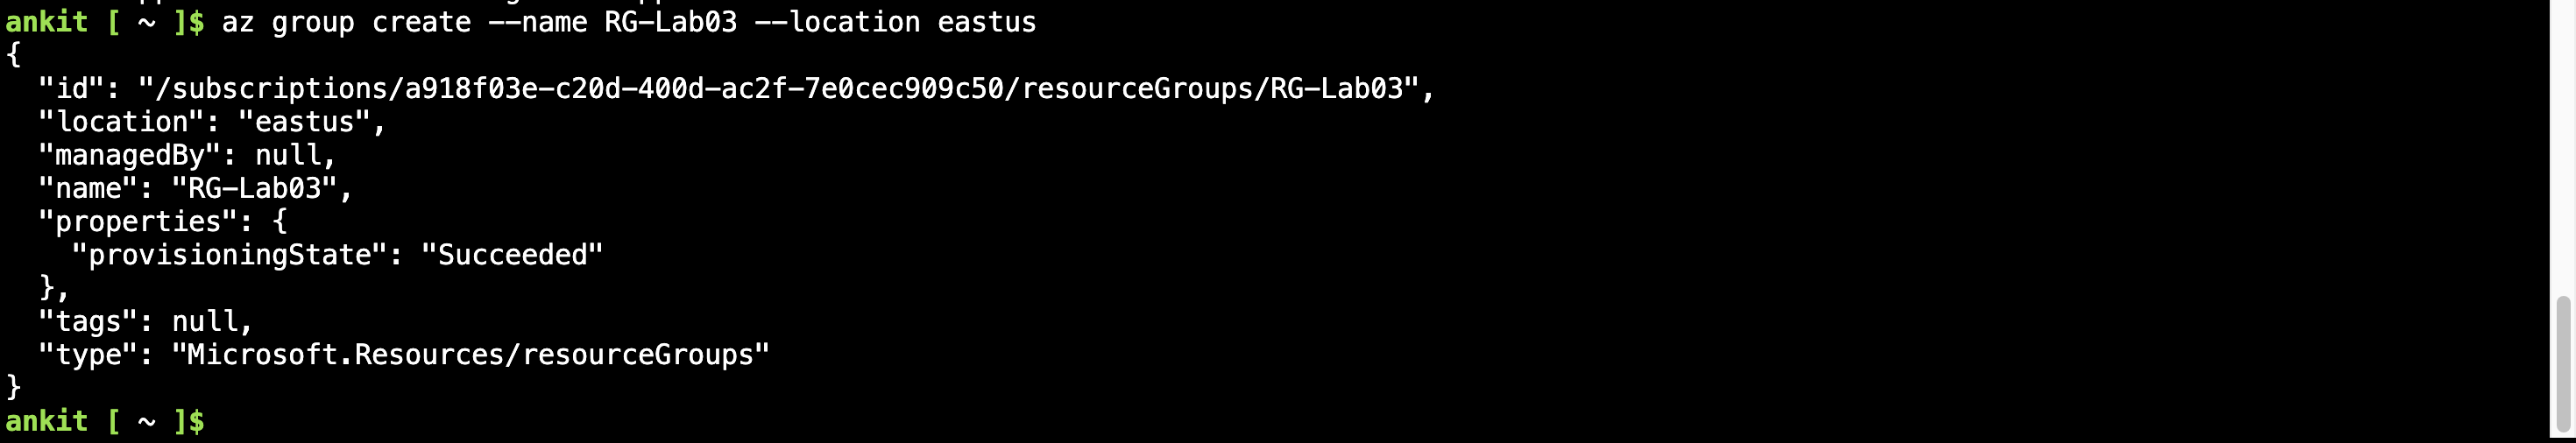 ankit [ ~ ]$ az group create --name RG-Lab03 --location eastus
{
  "id": "/subscriptions/a918f03e-c20d-400d-ac2f-7e0cec909c50/resourceGroups/RG-Lab03",
  "location": "eastus",
  "managedBy": null,
  "name": "RG-Lab03",
  "properties": {
    "provisioningState": "Succeeded"
  },
  "tags": null,
  "type": "Microsoft.Resources/resourceGroups"
}
ankit [ ~ ]$